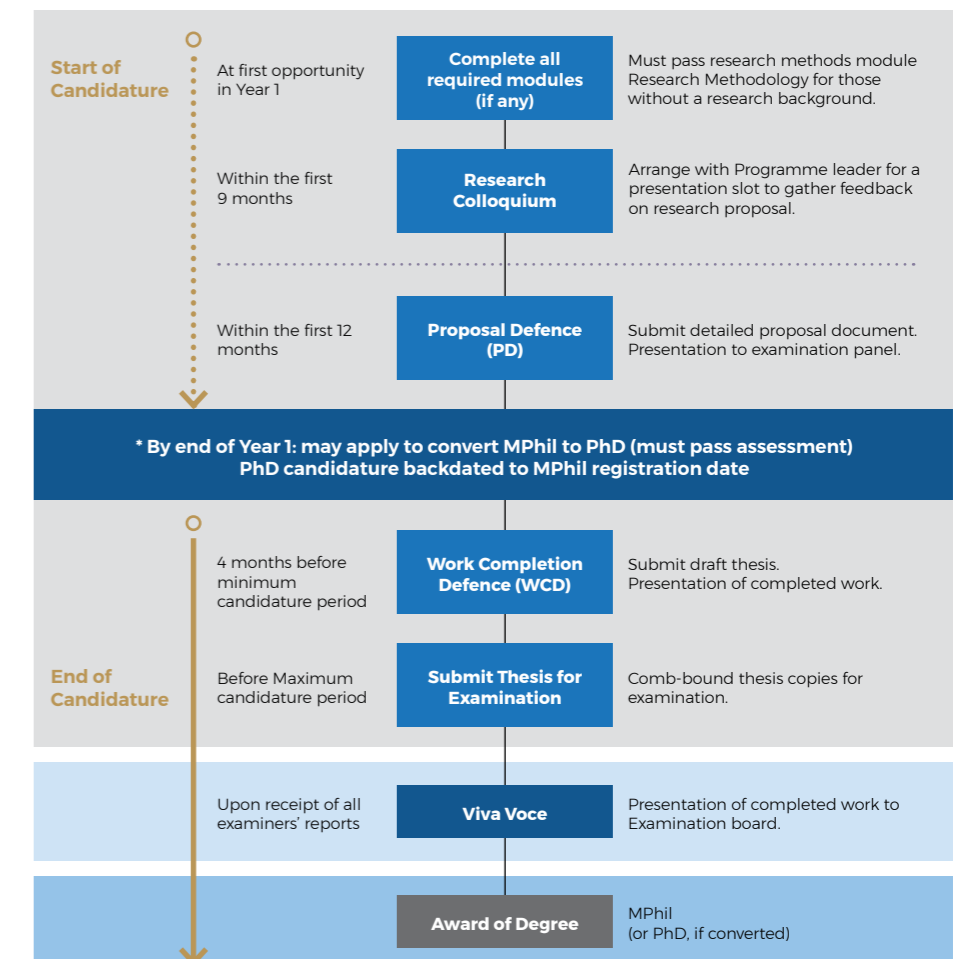 Start of
Candidature
At first opportunity
in Year 1
Complete all
required modules
(if any)
Must pass research methods module
Research Methodology for those
without a research background.
Within the first
9 months
Research
Colloquium
Arrange with Programme leader for a
presentation slot to gather feedback
on research proposal.
Within the first 12
months
Proposal Defence
(PD)
Submit detailed proposal document.
Presentation to examination panel.
* By end of Year 1: may apply to convert MPhil to PhD (must pass assessment)
PhD candidature backdated to MPhil registration date
4 months before
minimum
candidature period
Work Completion
Defence (WCD)
Submit draft thesis.
Presentation of completed work.
End of
Candidature
Before Maximum
candidature period
Submit Thesis for
Examination
Comb-bound thesis copies for
examination.
Upon receipt of all
examiners' reports
Viva Voce
Presentation of completed work to
Examination board.
Award of Degree
MPhil
(or PhD, if converted)